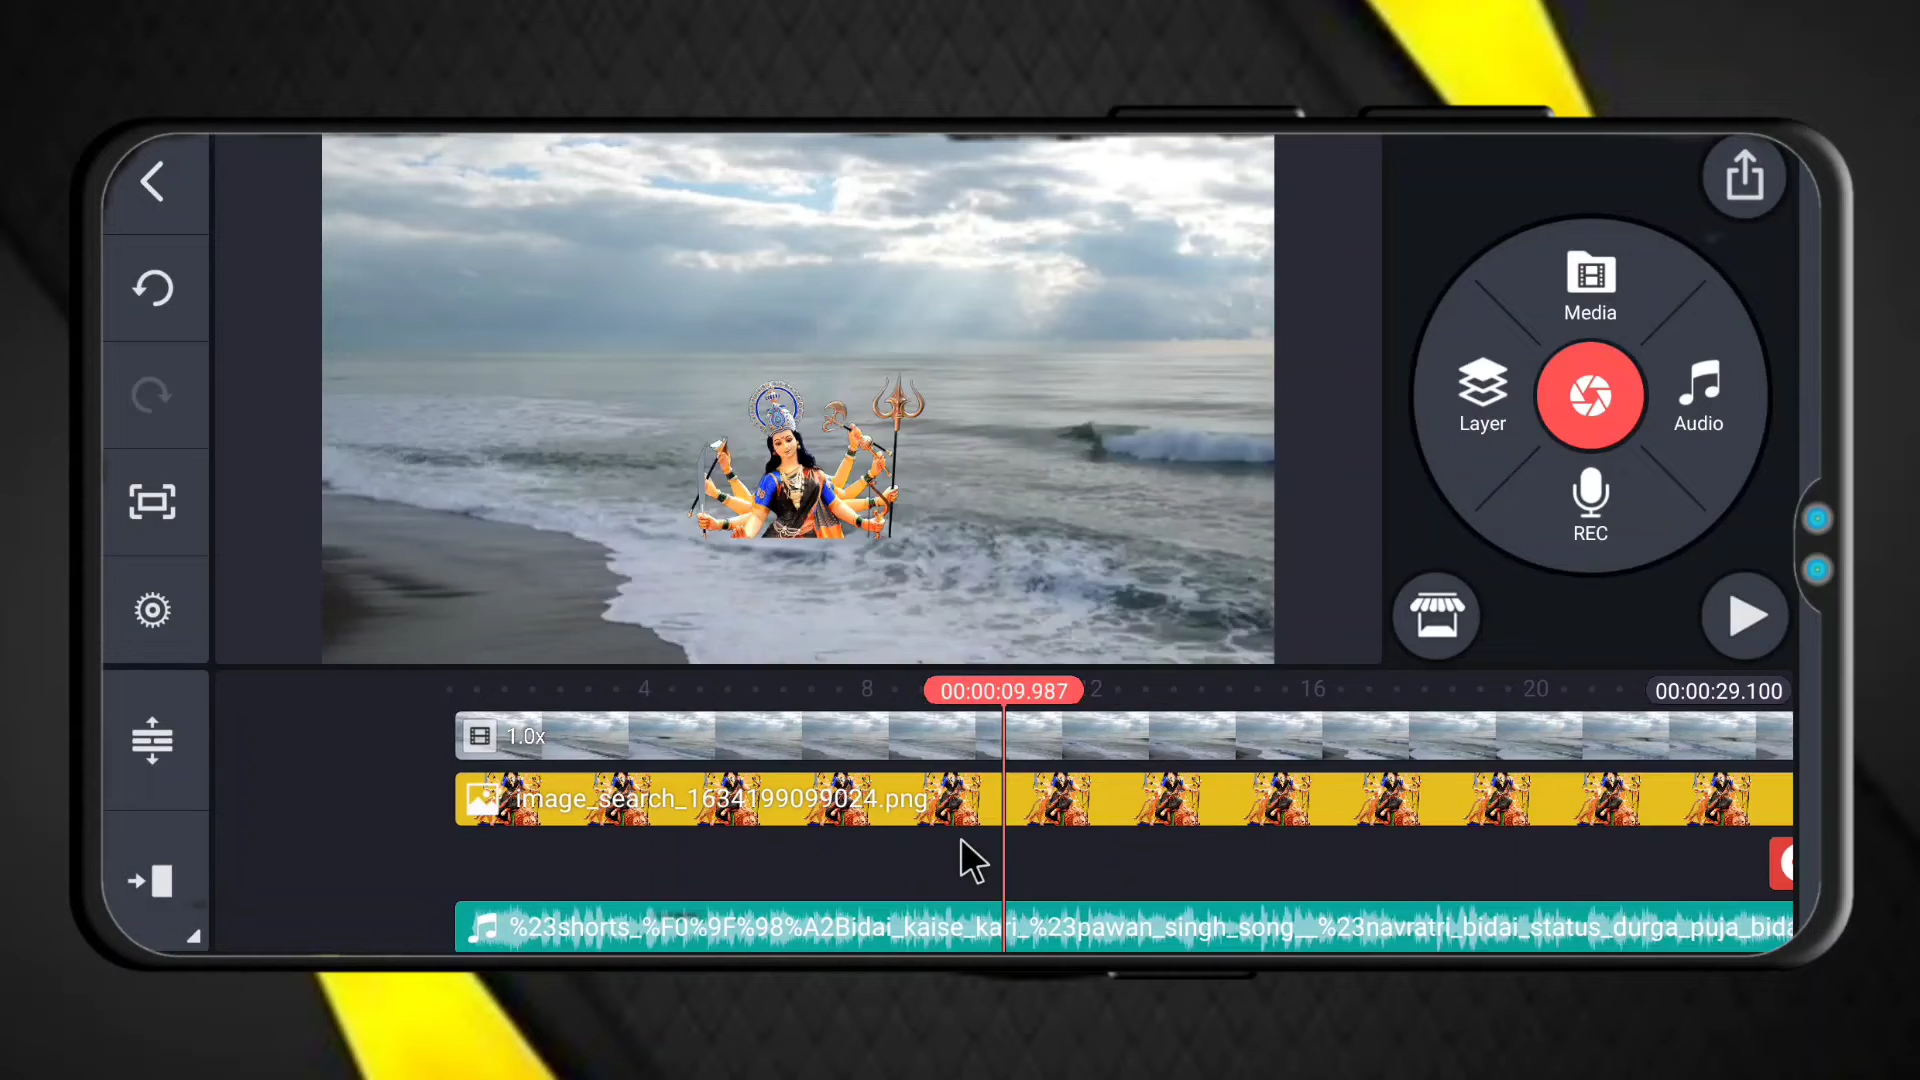 Media
Layer
Audio
REC
4
8
00:00:09.987
2
16
20
00:00:29.100
1.0x
image_search_1634199099024.png
%23shorts_%F0%9F%98%A2Bidai_kaise_kari_%23pawan_singh_song__%23navratri_bidai_status_durga_puja_bida